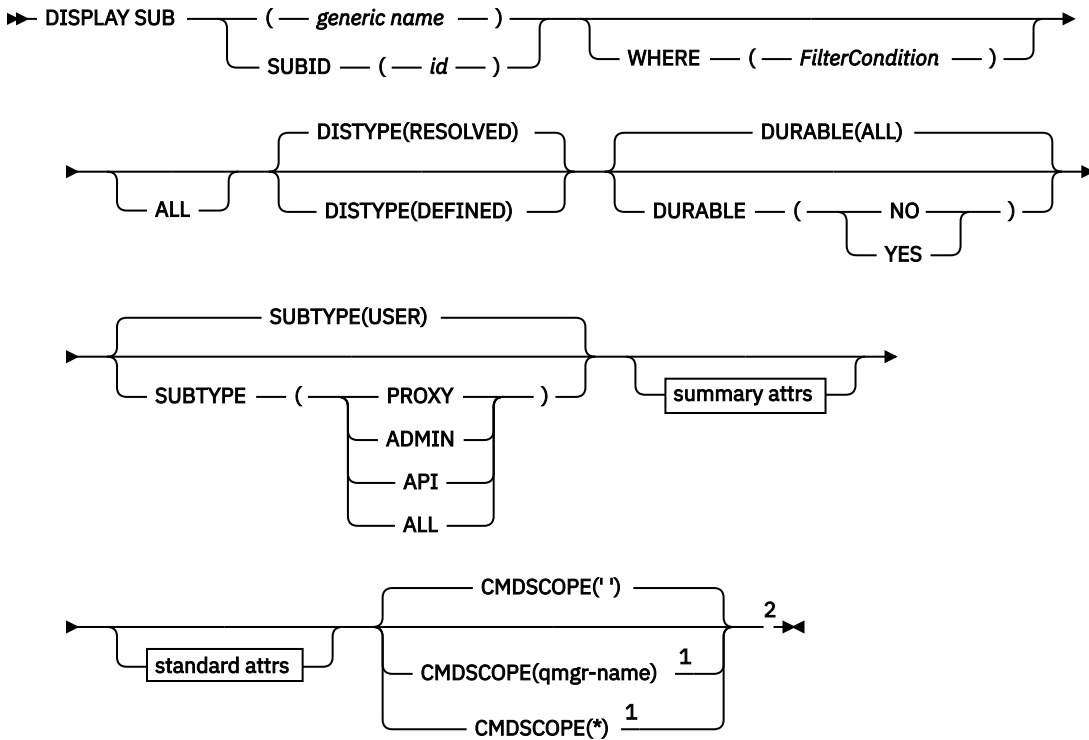 DISPLAY SUB ( generic name )
SUBID ( id )
WHERE ( FilterCondition )
ALL
DISTYPE(RESOLVED)
DISTYPE(DEFINED)
DURABLE(ALL)
DURABLE ( NO )
YES
SUBTYPE(USER)
SUBTYPE ( PROXY )
ADMIN
API
ALL
summary attrs
standard attrs
CMDSCOPE(' ')
CMDSCOPE(qmgr-name) 1
CMDSCOPE(*) 1
2